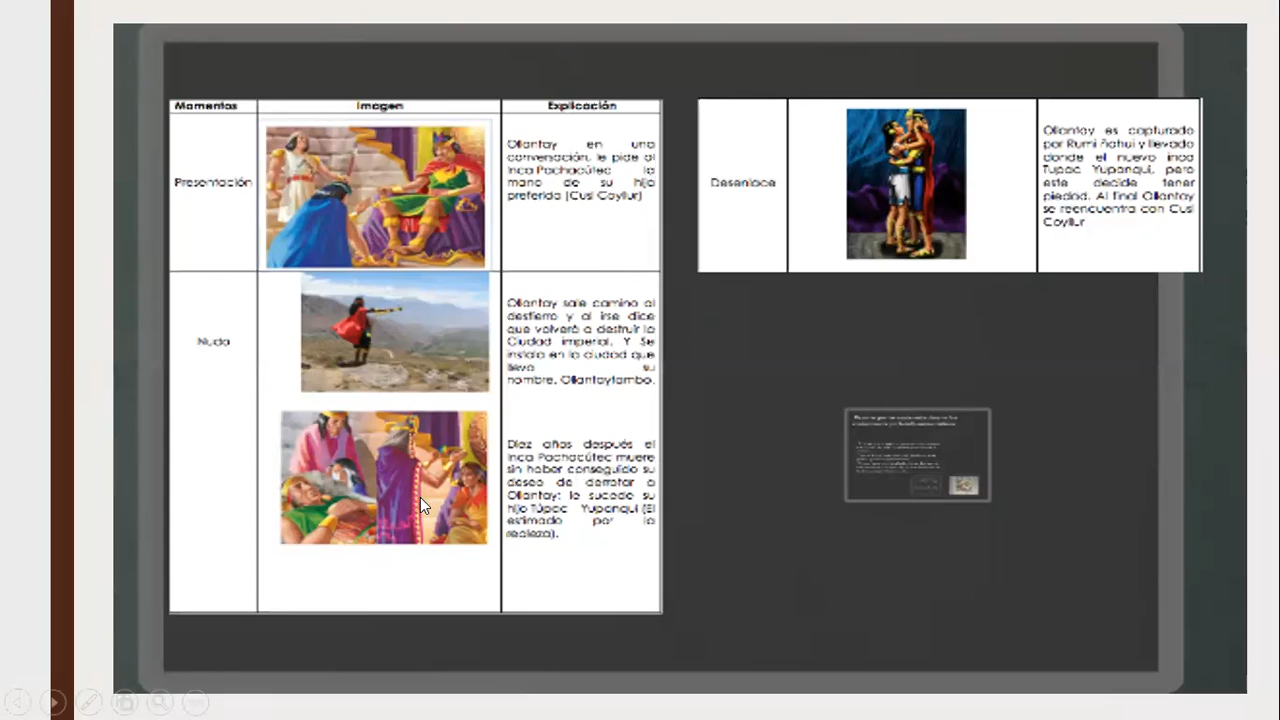 Momentos Imagen Explicación
Presentación
Ollantay en una
conversación, le pide al
Inca Pachacútec la
mano de su hija
preferida (Cusi Coyllur)
Nudo
Ollantay sale camino al
destierro y al irse dice
que volverá a destruir la
Ciudad imperial. Y Se
instala en la ciudad que
lleva su
nombre, Ollantaytambo.
Diez años después el
Inca Pachacútec muere
sin haber conseguido su
deseo de derrotar a
Ollantay; le sucede su
hijo Túpac Yupanqui (El
estimado por la
realeza).
Desenlace
Ollantay es capturado
por Rumi Ñahui y llevado
donde el nuevo inca
Tupac Yupanqui, pero
este decide tener
piedad. Al final Ollantay
se reencuentra con Cusi
Coyllur